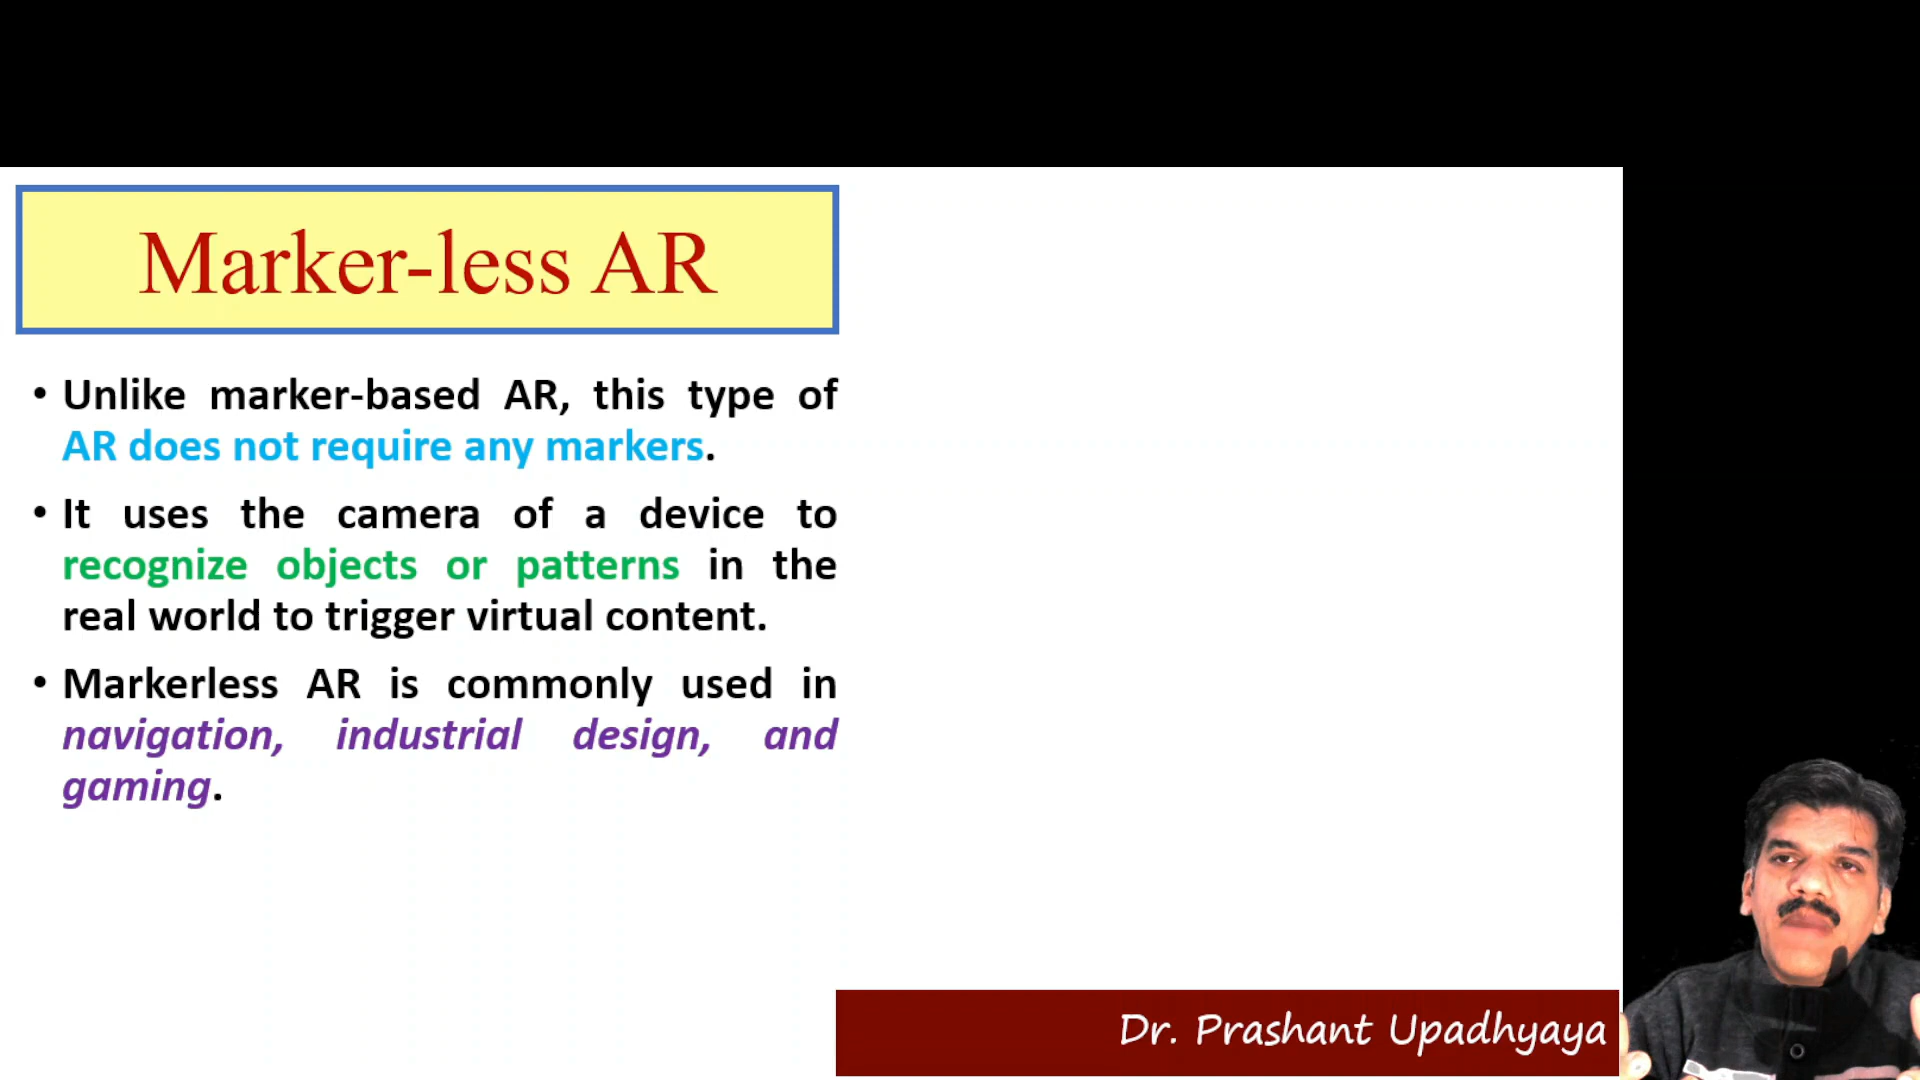 Marker-less AR
• Unlike marker-based AR, this type of
AR does not require any markers.
• It uses the camera of a device to
recognize objects or patterns in the
real world to trigger virtual content.
• Markerless AR is commonly used in
navigation, industrial design, and
gaming.
Dr. Prashant Upadhyaya